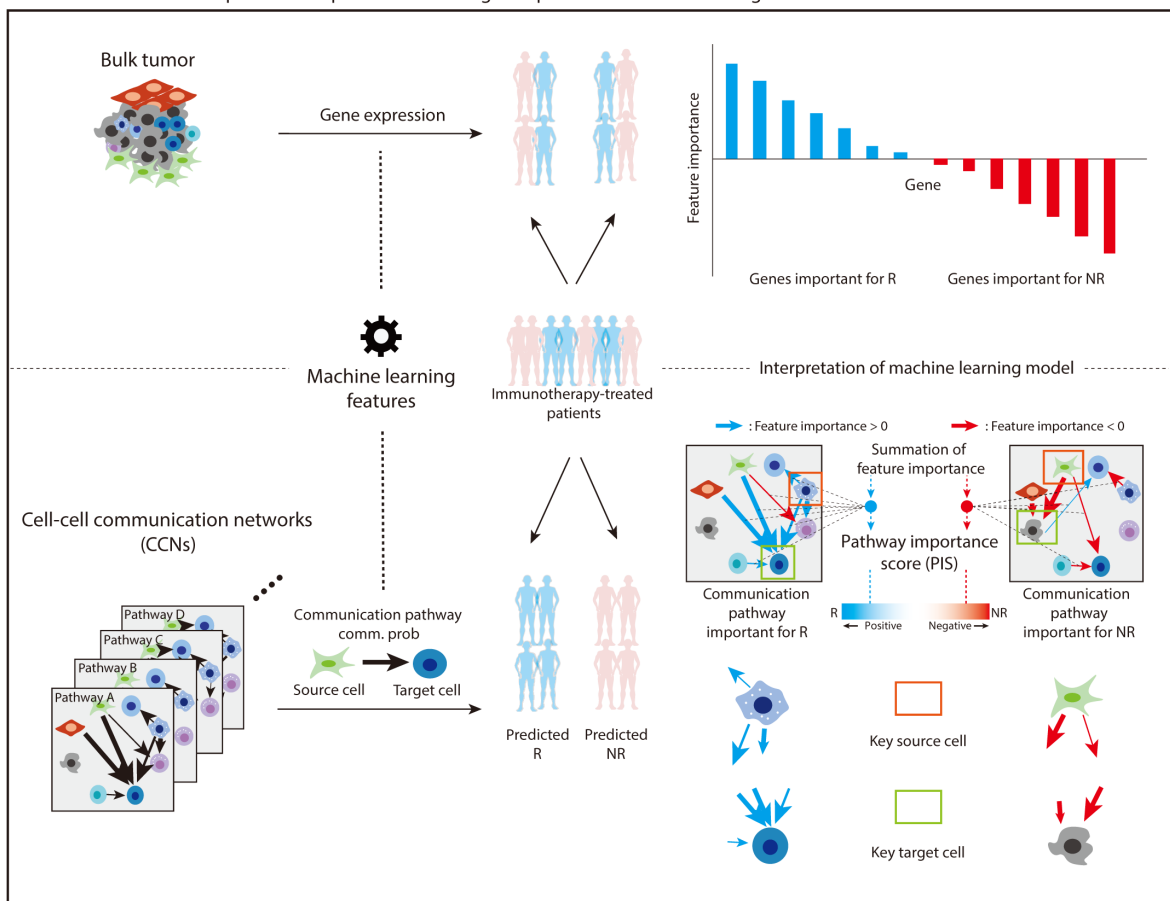 Bulk tumor
Gene expression
Feature importance
Gene
Genes important for R
Genes important for NR
Machine learning
features
Immunotherapy-treated
patients
Interpretation of machine learning model
: Feature importance > 0
: Feature importance < 0
Summation of
feature importance
Pathway importance
score (PIS)
Communication
pathway
important for R
R
NR
Positive
Negative
Communication
pathway
important for NR
Cell-cell communication networks
(CCNs)
Pathway D
Pathway C
Pathway B
Pathway A
Communication pathway
comm. prob
Source cell
Target cell
Predicted
R
Predicted
NR
Key source cell
Key target cell